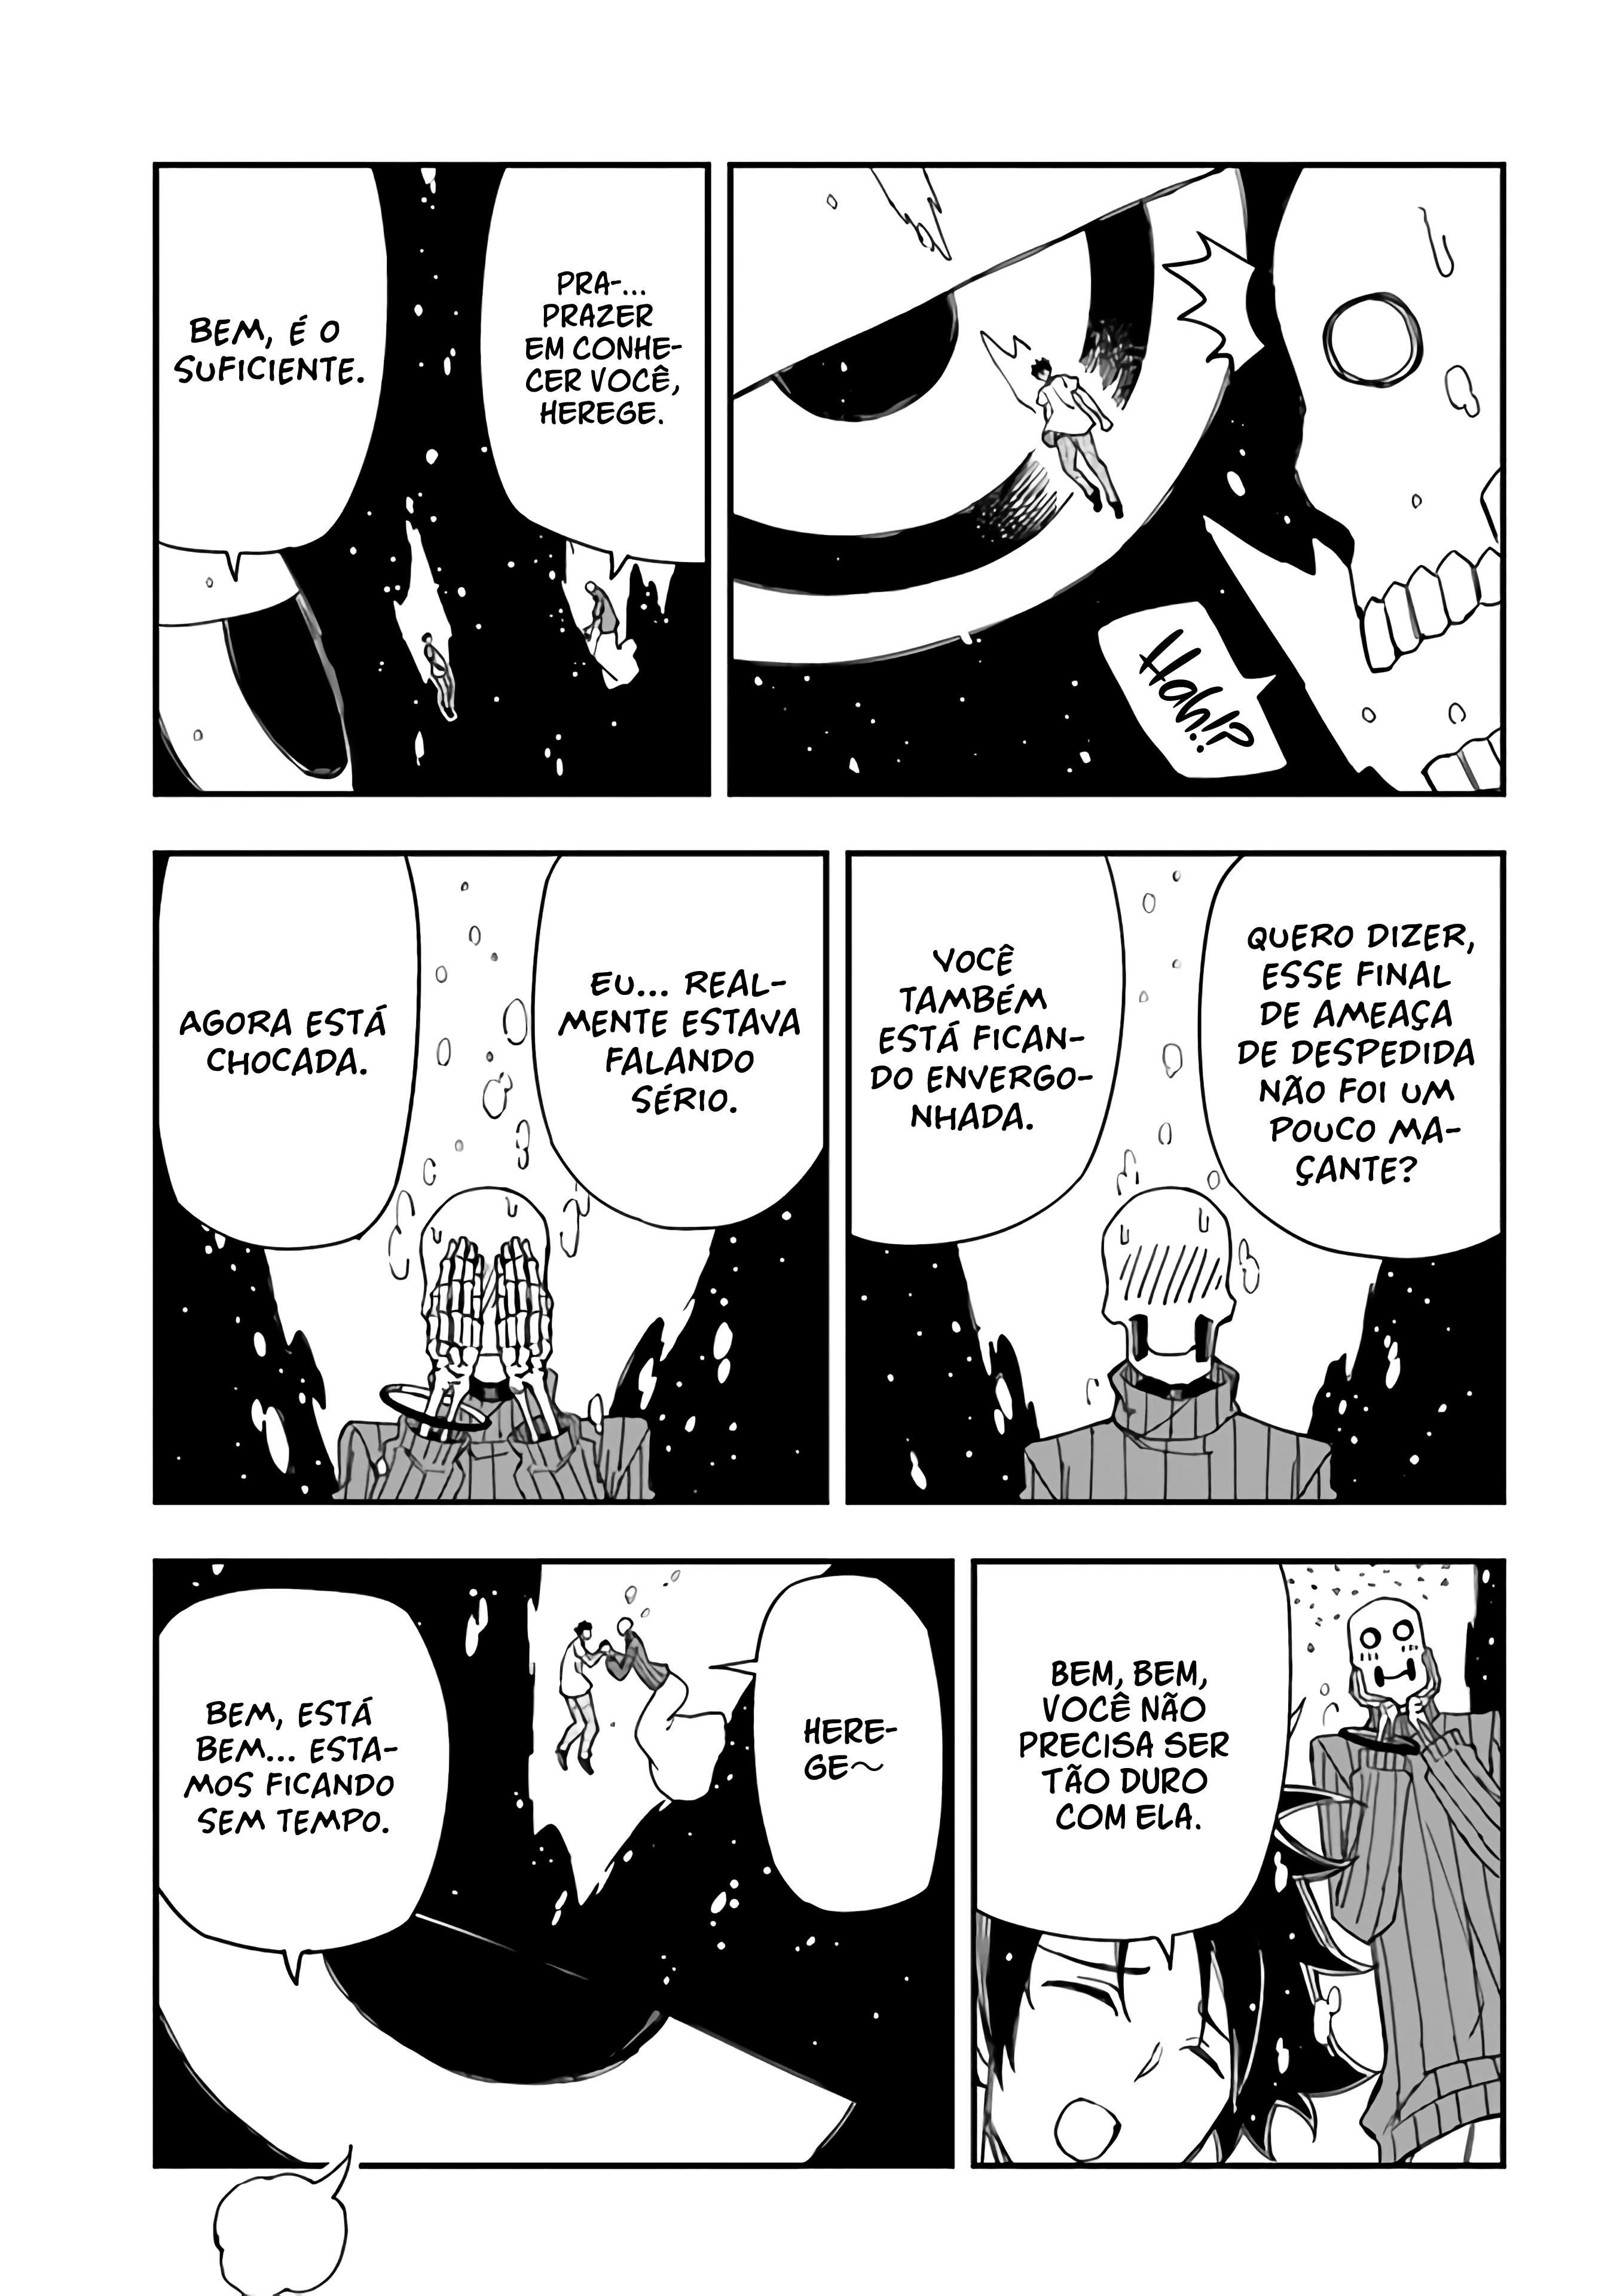 Hah!?
PRA-...
PRAZER
EM CONHE-
CER VOCÊ,
HEREGE.
BEM, É O
SUFICIENTE.
QUERO DIZER,
ESSE FINAL
DE AMEAÇA
DE DESPEDIDA
NÃO FOI UM
POUCO MA-
ÇANTE?
VOCÊ
TAMBÉM
ESTÁ FICAN-
DO ENVERGO-
NHADA.
EU... REAL-
MENTE ESTAVA
FALANDO
SÉRIO.
AGORA ESTÁ
CHOCADA.
BEM, BEM,
VOCÊ NÃO
PRECISA SER
TÃO DURO
COM ELA.
HERE-
GE~
BEM, ESTÁ
BEM... ESTA-
MOS FICANDO
SEM TEMPO.